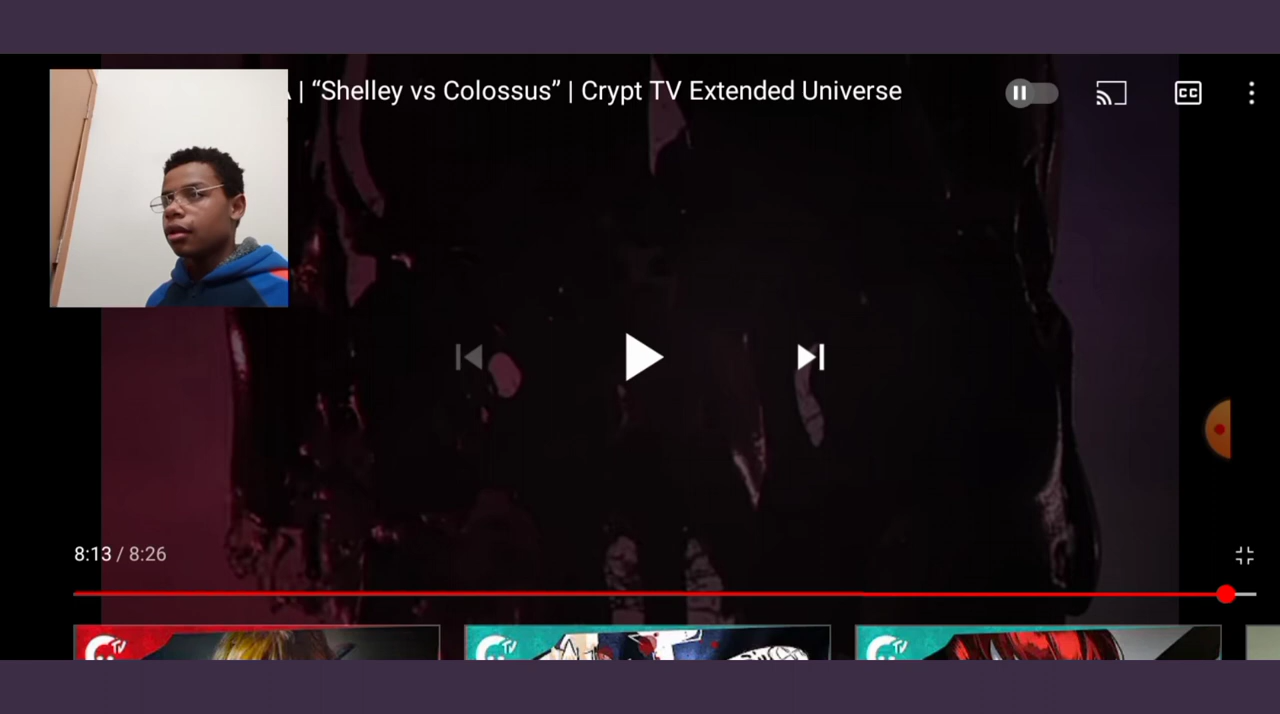 | “Shelley vs Colossus” | Crypt TV Extended Universe
CC
8:13 / 8:26
TV
TV
TV